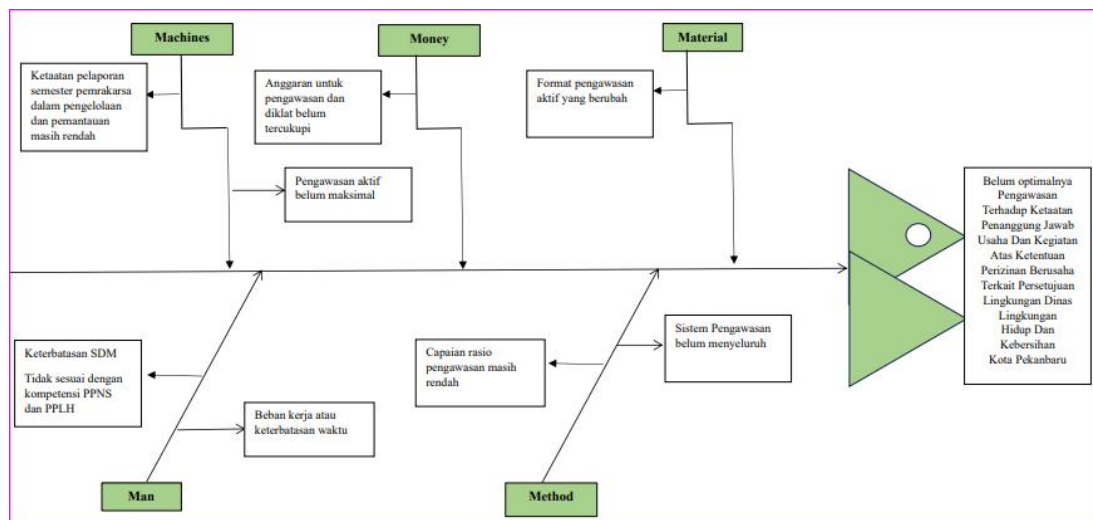 Machines
Money
Material
Ketaatan pelaporan
semester pemrakarsa
dalam pengelolaan
dan pemantauan
masih rendah
Anggaran untuk
pengawasan dan
diklat belum
tercukupi
Format pengawasan
aktif yang berubah
Pengawasan aktif
belum maksimal
Belum optimalnya
Pengawasan
Terhadap Ketaatan
Penanggung Jawab
Usaha Dan Kegiatan
Atas Ketentuan
Perizinan Berusaha
Terkait Persetujuan
Lingkungan Dinas
Lingkungan
Hidup Dan
Kebersihan
Kota Pekanbaru
Keterbatasan SDM
Tidak sesuai dengan
kompetensi PPNS
dan PPLH
Beban kerja atau
keterbatasan waktu
Capaian rasio
pengawasan masih
rendah
Sistem Pengawasan
belum menyeluruh
Man
Method